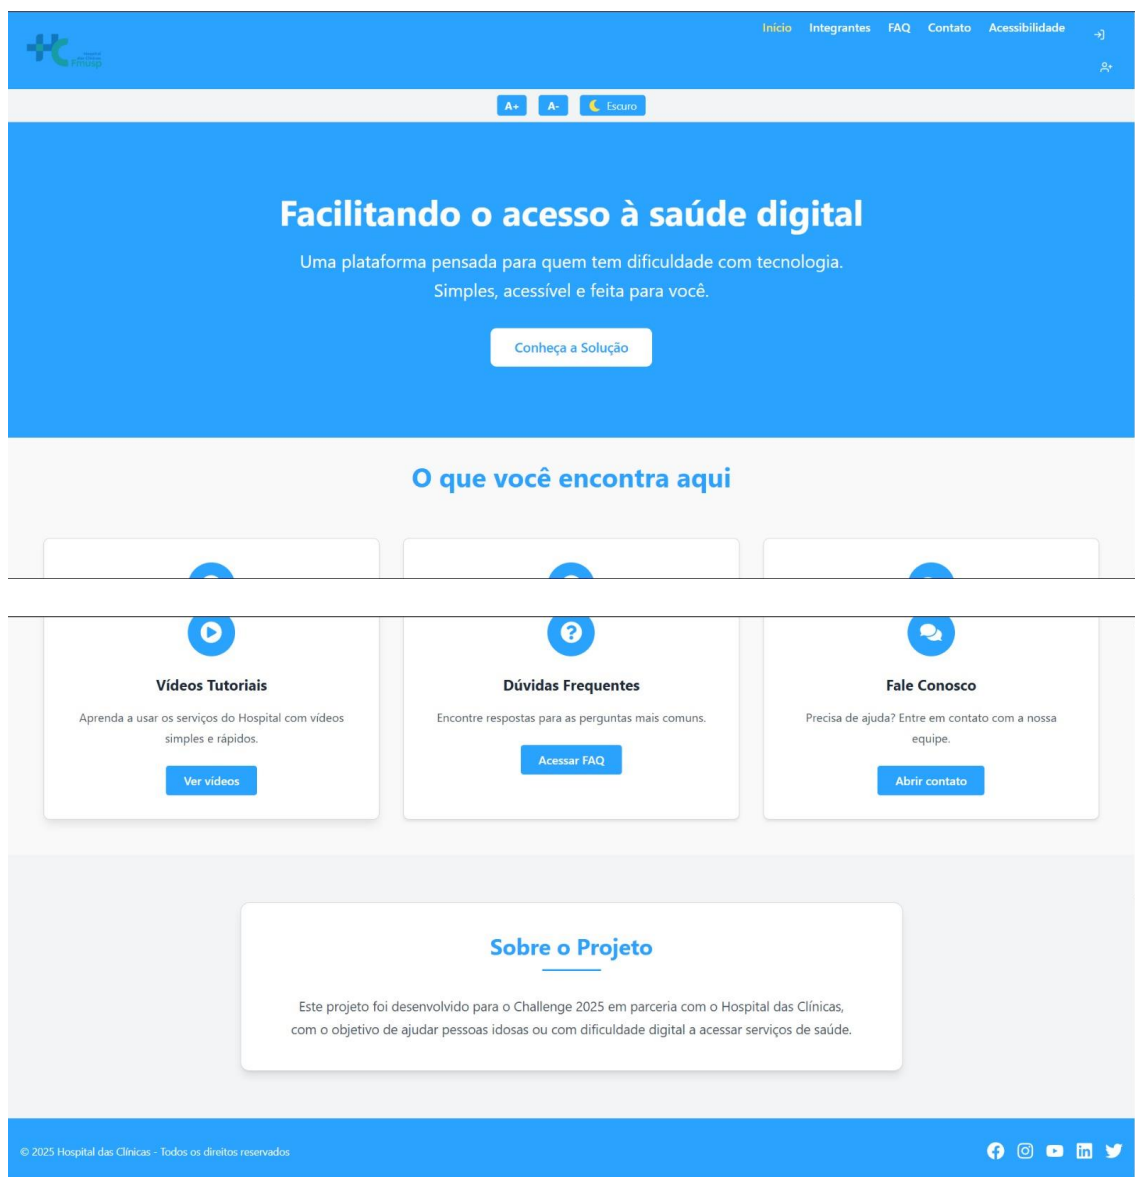 Hospital
das Clínicas
Fmusp
Início Integrantes FAQ Contato Acessibilidade
A+ A- Escuro
Facilitando o acesso à saúde digital
Uma plataforma pensada para quem tem dificuldade com tecnologia.
Simples, acessível e feita para você.
Conheça a Solução
O que você encontra aqui
Vídeos Tutoriais
Aprenda a usar os serviços do Hospital com vídeos
simples e rápidos.
Ver vídeos
Dúvidas Frequentes
Encontre respostas para as perguntas mais comuns.
Acessar FAQ
Fale Conosco
Precisa de ajuda? Entre em contato com a nossa
equipe.
Abrir contato
Sobre o Projeto
Este projeto foi desenvolvido para o Challenge 2025 em parceria com o Hospital das Clínicas,
com o objetivo de ajudar pessoas idosas ou com dificuldade digital a acessar serviços de saúde.
© 2025 Hospital das Clínicas - Todos os direitos reservados